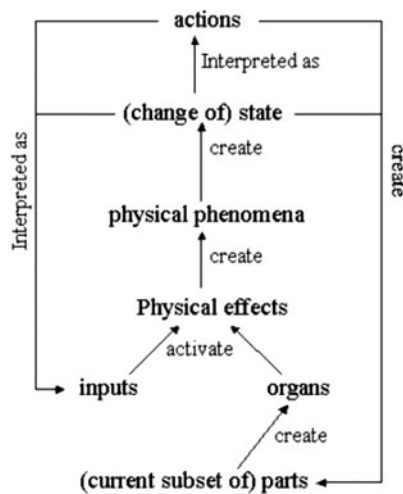 actions
Interpreted as
(change of) state
create
physical phenomena
create
Physical effects
activate
inputs
organs
create
(current subset of) parts
Interpreted as
create